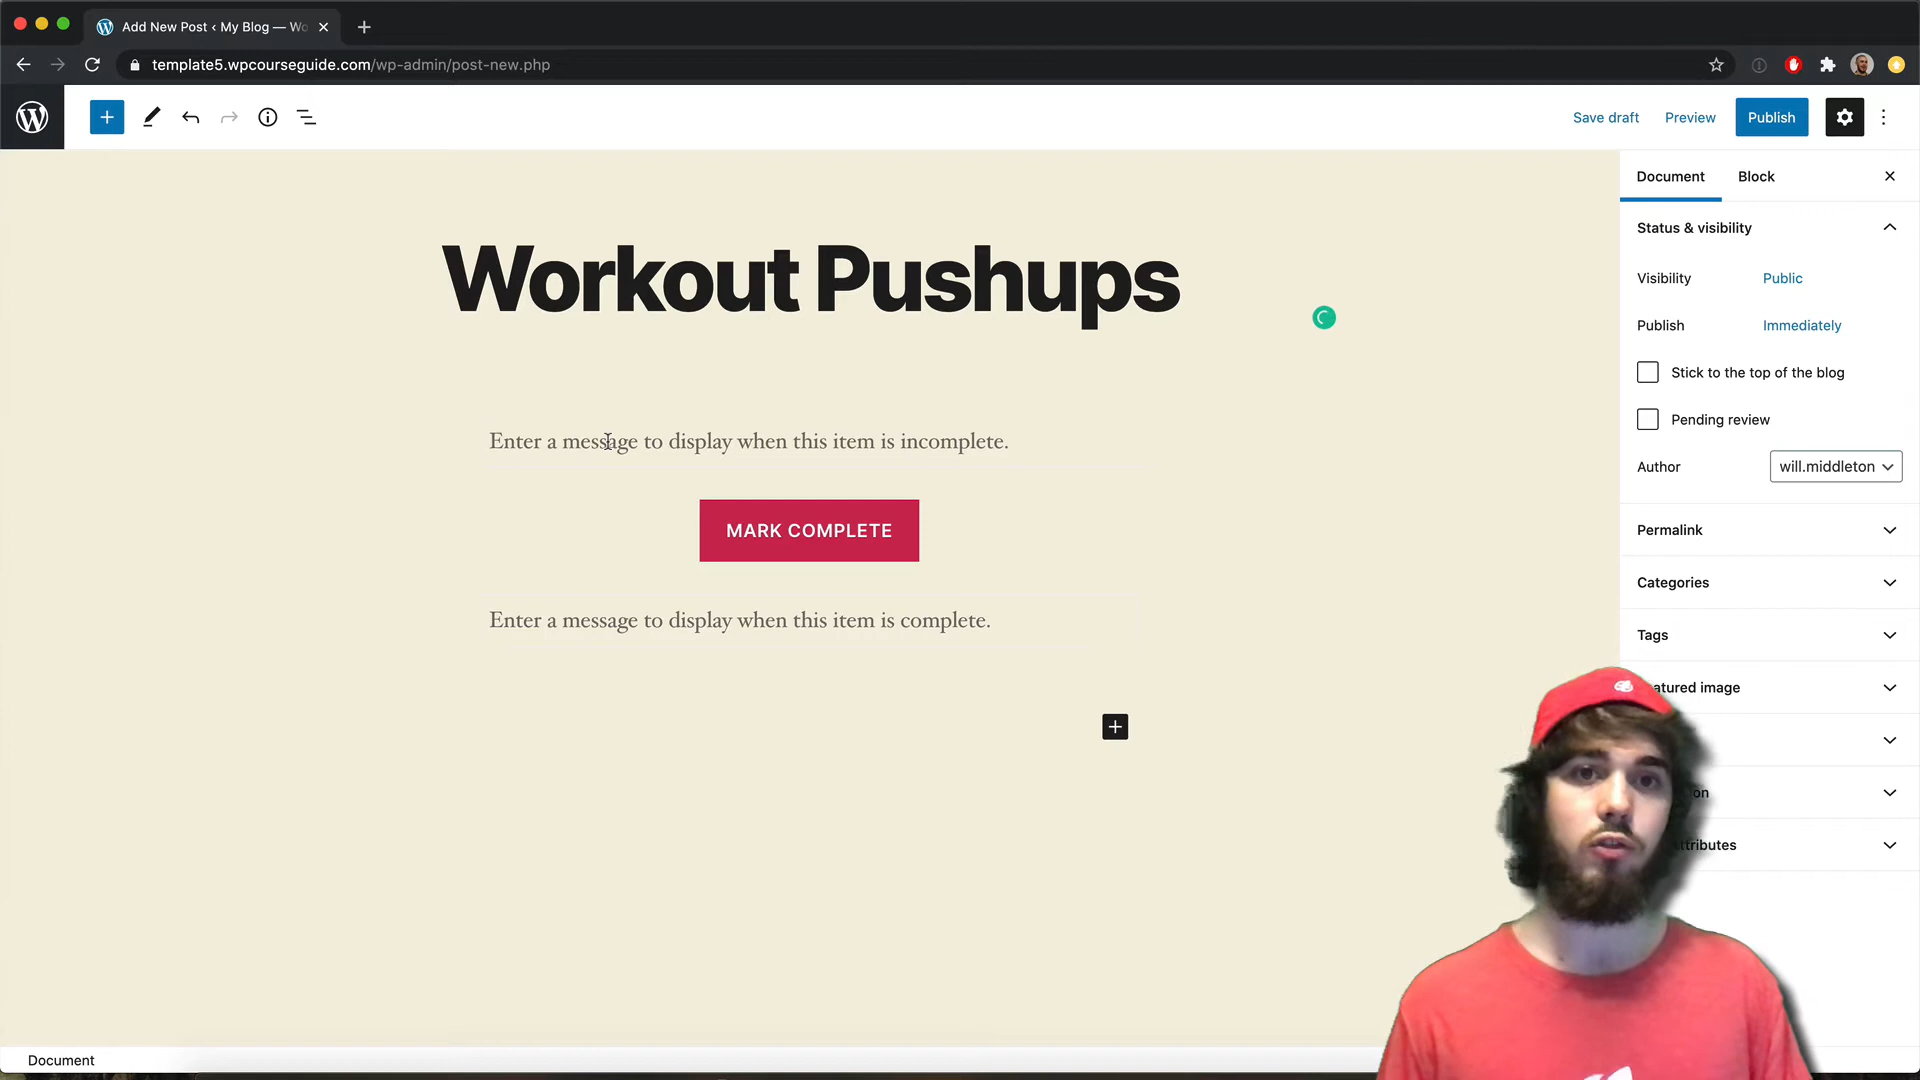 Add New Post ‹ My Blog — Wo
template5.wpcourseguide.com/wp-admin/post-new.php
Save draft
Preview
Publish
Document
Block
Status & visibility
Workout Pushups
Visibility
Public
Publish
Immediately
Stick to the top of the blog
Pending review
Enter a message to display when this item is incomplete.
Author
will.middleton
MARK COMPLETE
Permalink
Categories
Enter a message to display when this item is complete.
Tags
atured image
on
ttributes
Document